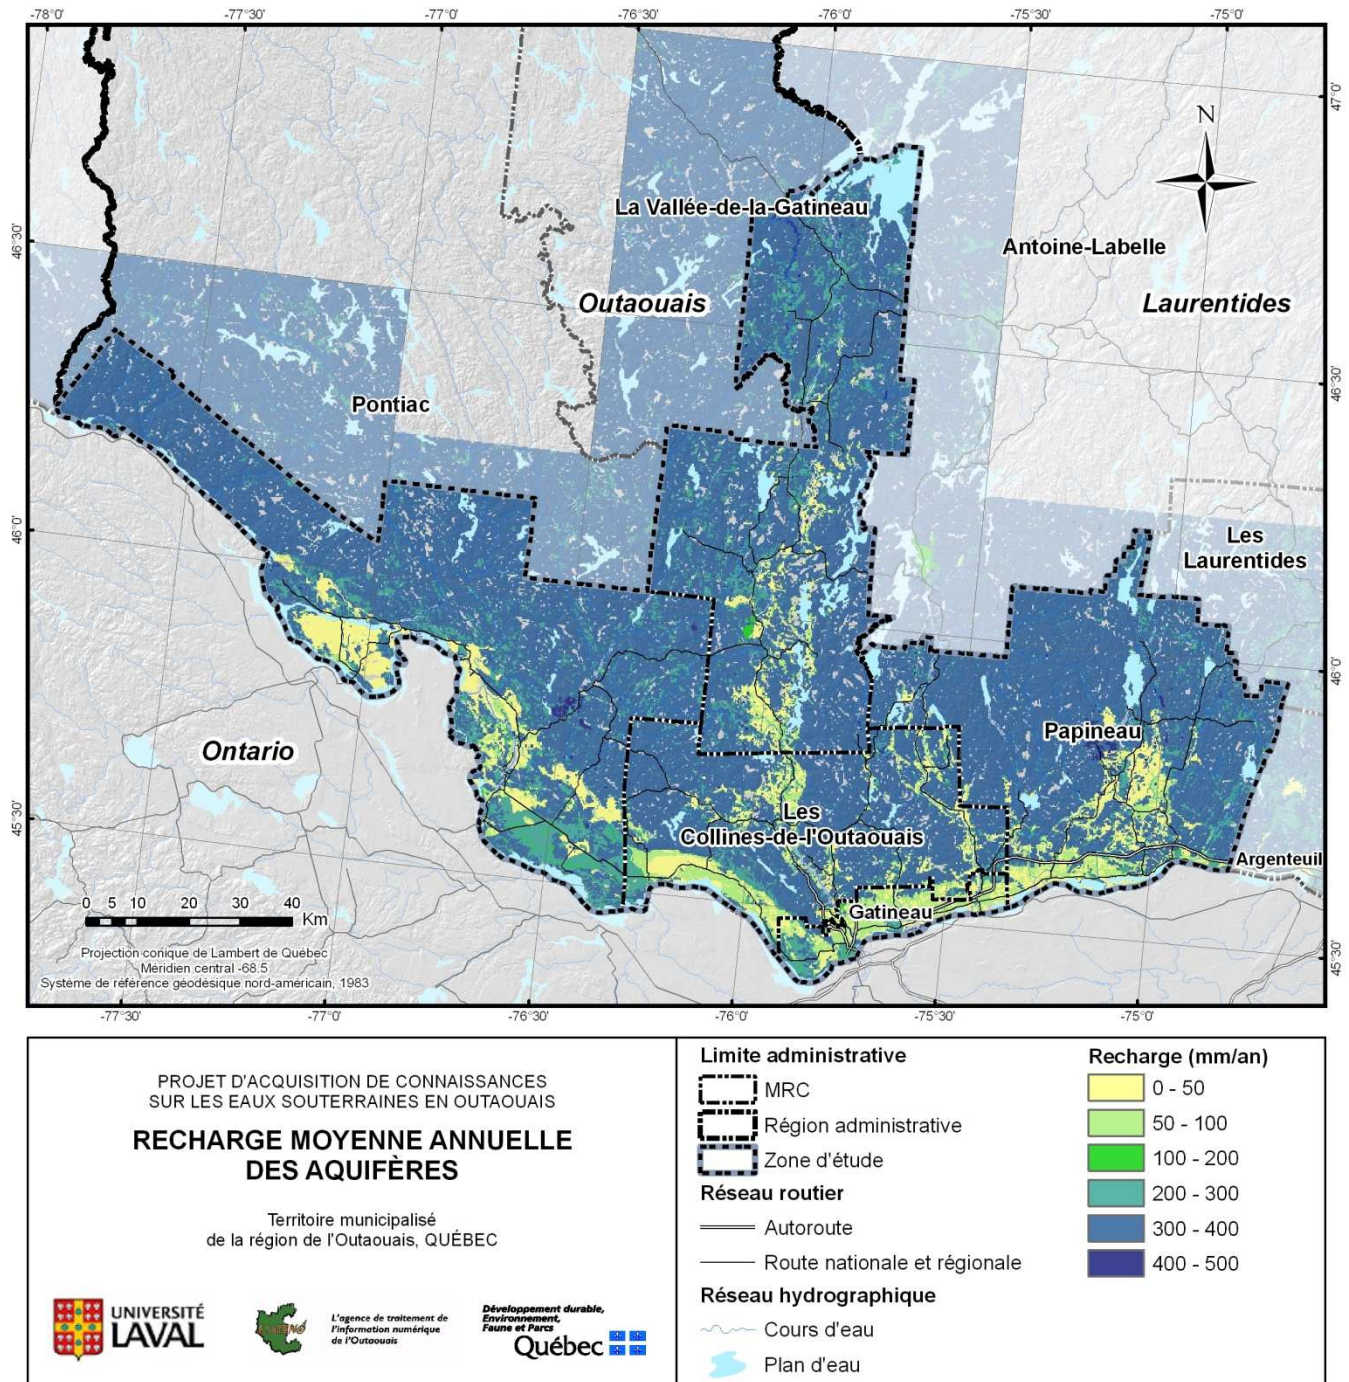 -78°0'
-77°30'
-77°0'
-76°30'
-76°0'
-75°30'
-75°0'
47°0'
N
La Vallée-de-la-Gatineau
46°30'
Antoine-Labelle
Outaouais
Laurentides
46°30'
Pontiac
46°0'
Les
Laurentides
46°0'
Papineau
Ontario
45°30'
Les
Collines-de-l'Outaouais
Argenteuil
Gatineau
0 5 10 20 30 40
Km
45°30'
Projection conique de Lambert de Québec
Méridien central -68.5
Système de référence géodésique nord-américain, 1983
-77°30'
-77°0'
-76°30'
-76°0'
-75°30'
-75°0'
PROJET D'ACQUISITION DE CONNAISSANCES
SUR LES EAUX SOUTERRAINES EN OUTAOUAIS
RECHARGE MOYENNE ANNUELLE
DES AQUIFÈRES
Territoire municipalisé
de la région de l'Outaouais, QUÉBEC
UNIVERSITÉ
LAVAL
L'agence de traitement de
l'information numérique
de l'Outaouais
Développement durable,
Environnement,
Faune et Parcs
Québec
Limite administrative
MRC
Région administrative
Zone d'étude
Réseau routier
Autoroute
Route nationale et régionale
Réseau hydrographique
Cours d'eau
Plan d'eau
Recharge (mm/an)
0 - 50
50 - 100
100 - 200
200 - 300
300 - 400
400 - 500